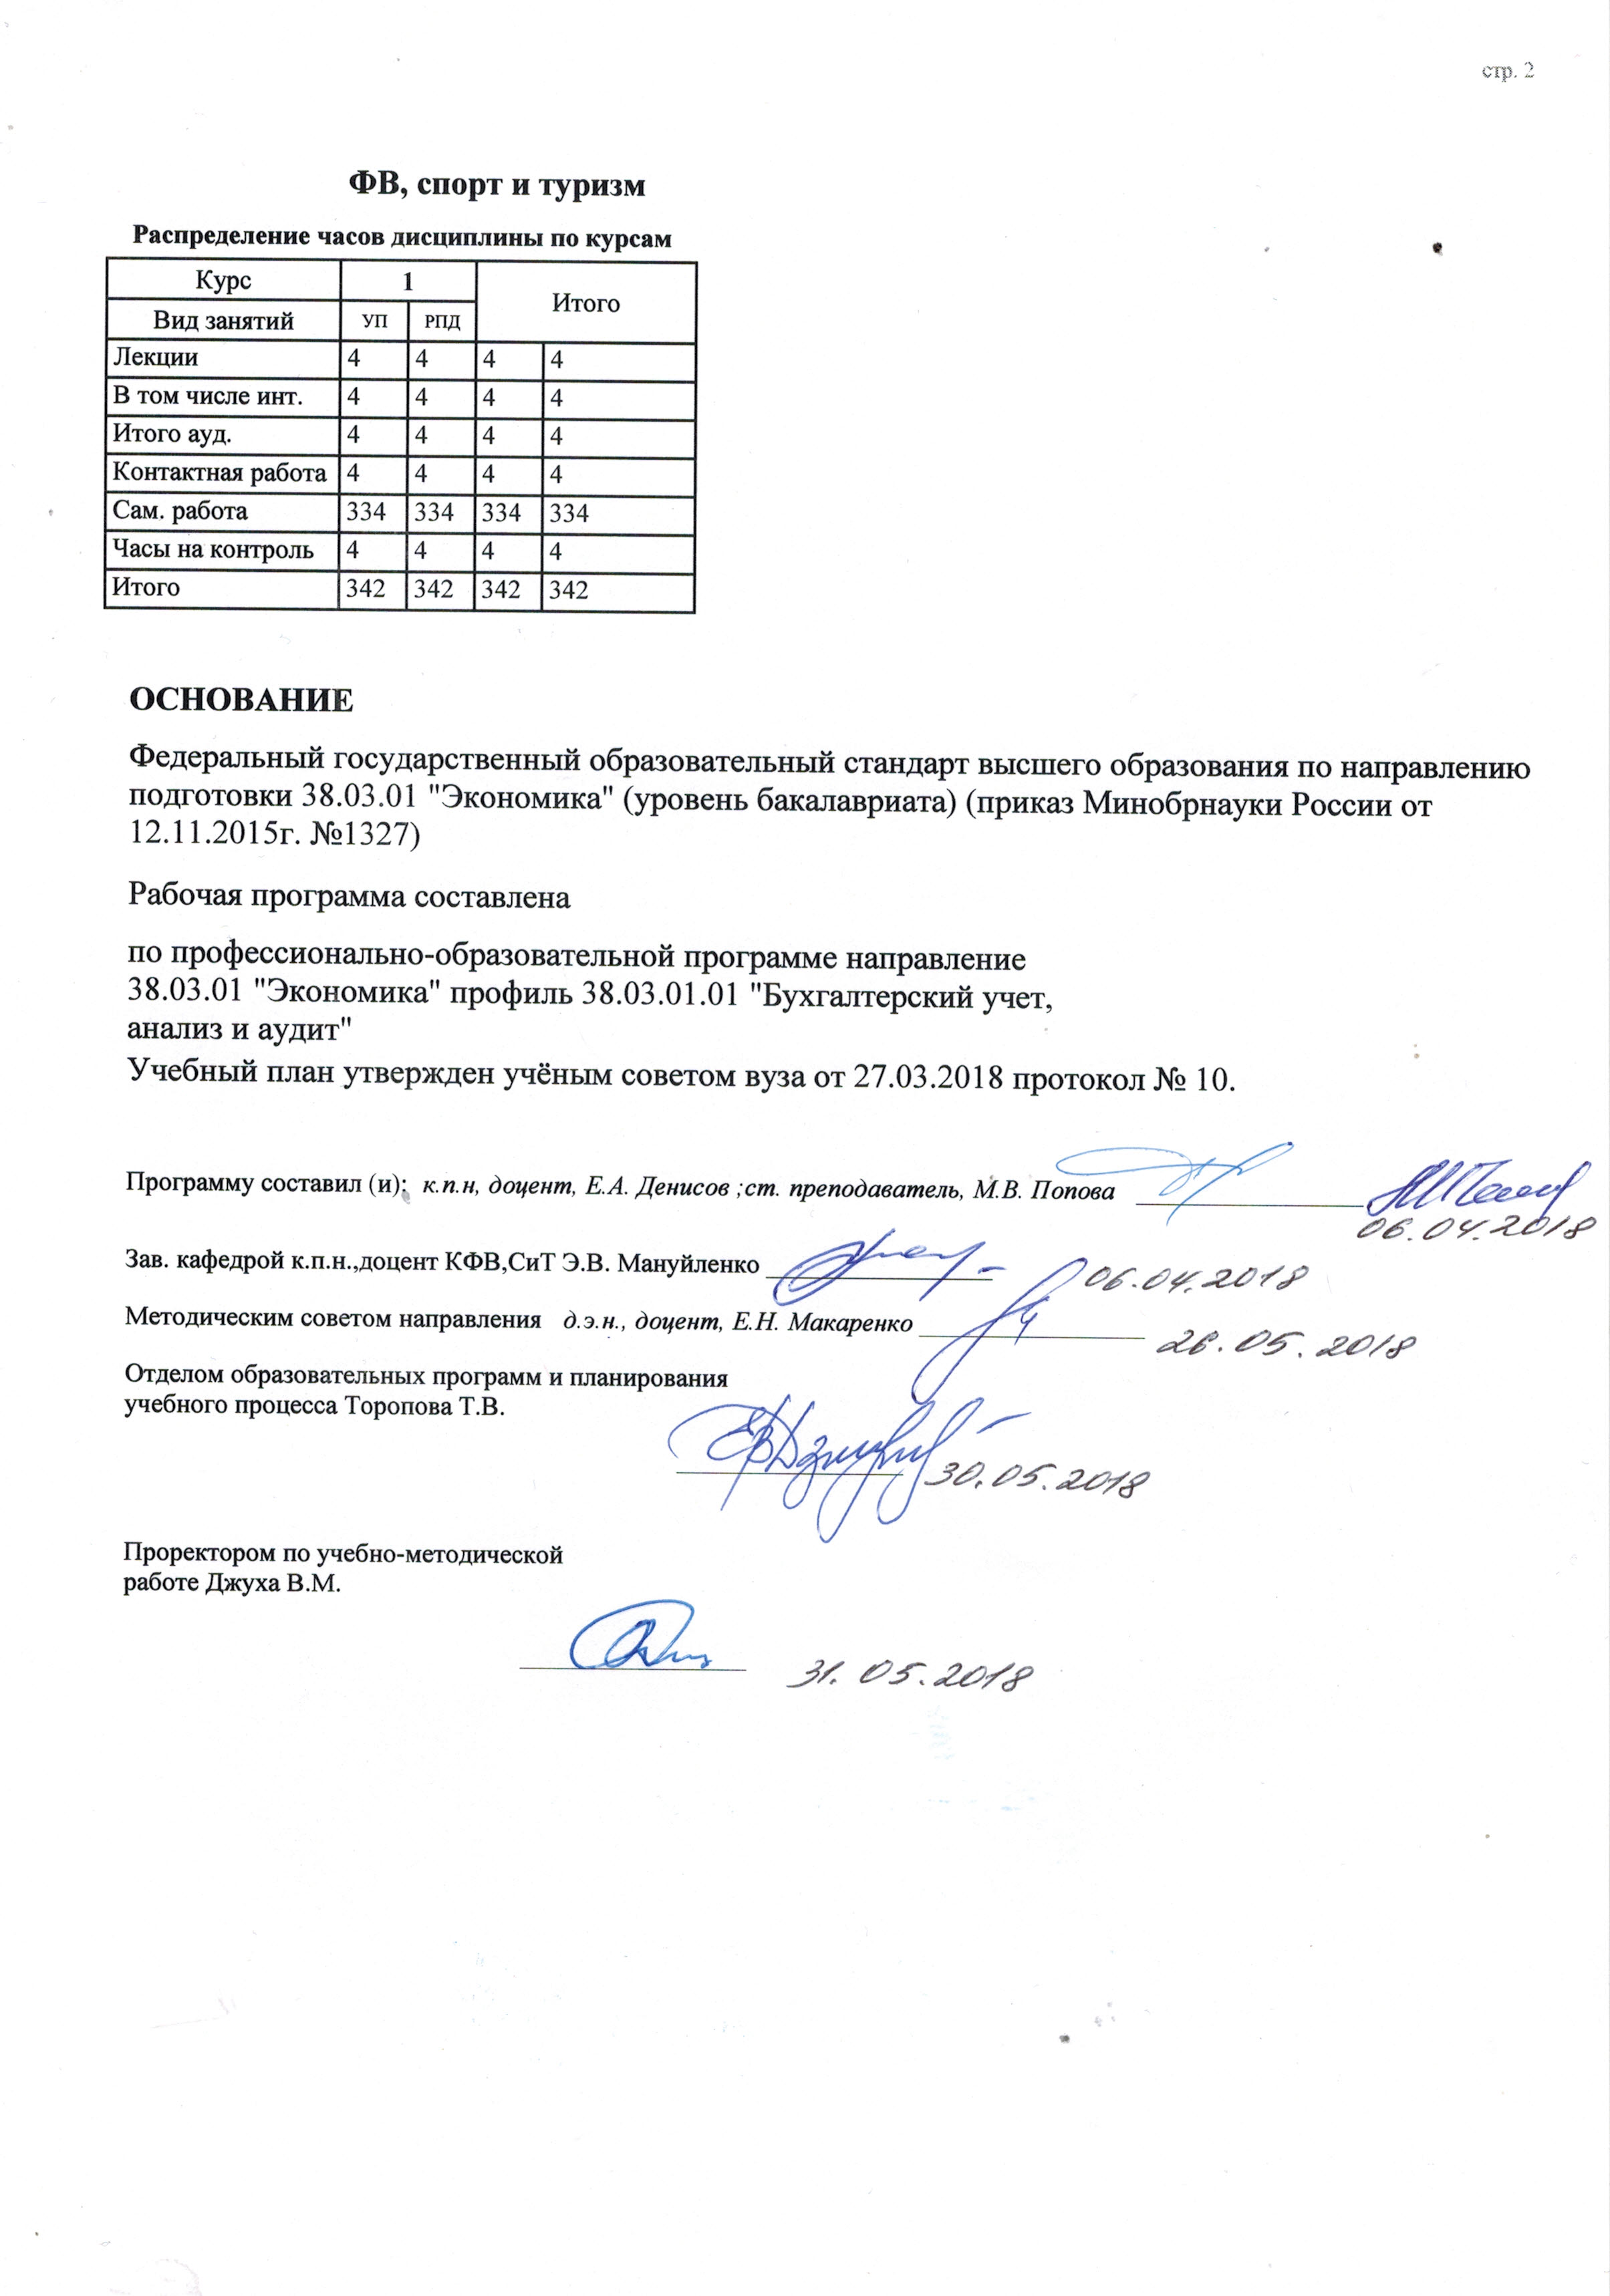 стр. 2
ФВ, спорт и туризм
Распределение часов дисциплины по курсам
Курс 1 Итого
Вид занятий УП РПД
Лекции 4 4 4 4
В том числе инт. 4 4 4 4
Итого ауд. 4 4 4 4
Контактная работа 4 4 4 4
Сам. работа 334 334 334 334
Часы на контроль 4 4 4 4
Итого 342 342 342 342
ОСНОВАНИЕ
Федеральный государственный образовательный стандарт высшего образования по направлению
подготовки 38.03.01 "Экономика" (уровень бакалавриата) (приказ Минобрнауки России от
12.11.2015г. №1327)
Рабочая программа составлена
по профессионально-образовательной программе направление
38.03.01 "Экономика" профиль 38.03.01.01 "Бухгалтерский учет,
анализ и аудит"
Учебный план утвержден учёным советом вуза от 27.03.2018 протокол № 10.
Программу составил (и): к.п.н, доцент, Е.А. Денисов ;ст. преподаватель, М.В. Попова
06.04.2018
Зав. кафедрой к.п.н.,доцент КФВ,СиТ Э.В. Мануйленко
06.04.2018
Методическим советом направления д.э.н., доцент, Е.Н. Макаренко
26.05.2018
Отделом образовательных программ и планирования
учебного процесса Торопова Т.В.
30.05.2018
Проректором по учебно-методической
работе Джуха В.М.
31.05.2018